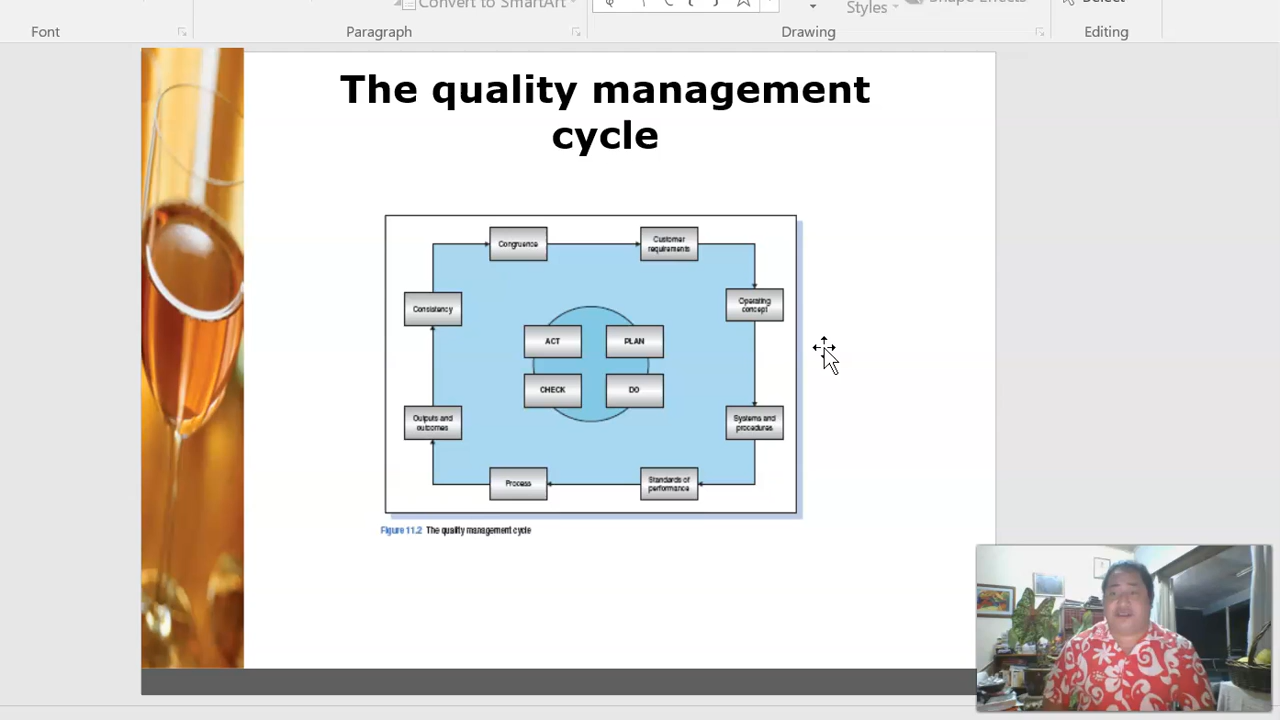 Convert to SmartArt
Styles
Shape Effects
Select
Font
Paragraph
Drawing
Editing
The quality management
cycle
Congruence
Customer
requirements
Consistency
Operating
concept
ACT
PLAN
CHECK
DO
Outputs and
outcomes
Systems and
procedures
Process
Standards of
performance
Figure 11.2 The quality management cycle